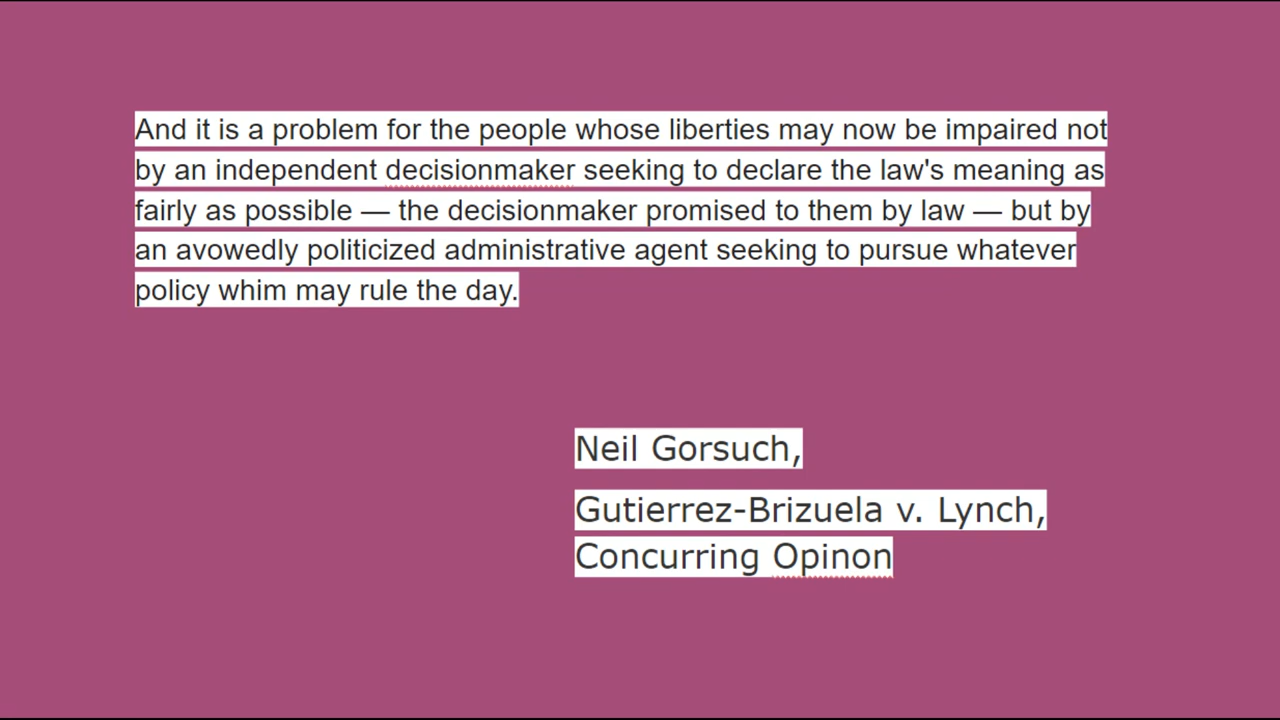 And it is a problem for the people whose liberties may now be impaired not
by an independent decisionmaker seeking to declare the law's meaning as
fairly as possible — the decisionmaker promised to them by law — but by
an avowedly politicized administrative agent seeking to pursue whatever
policy whim may rule the day.
Neil Gorsuch,
Gutierrez-Brizuela v. Lynch,
Concurring Opinon